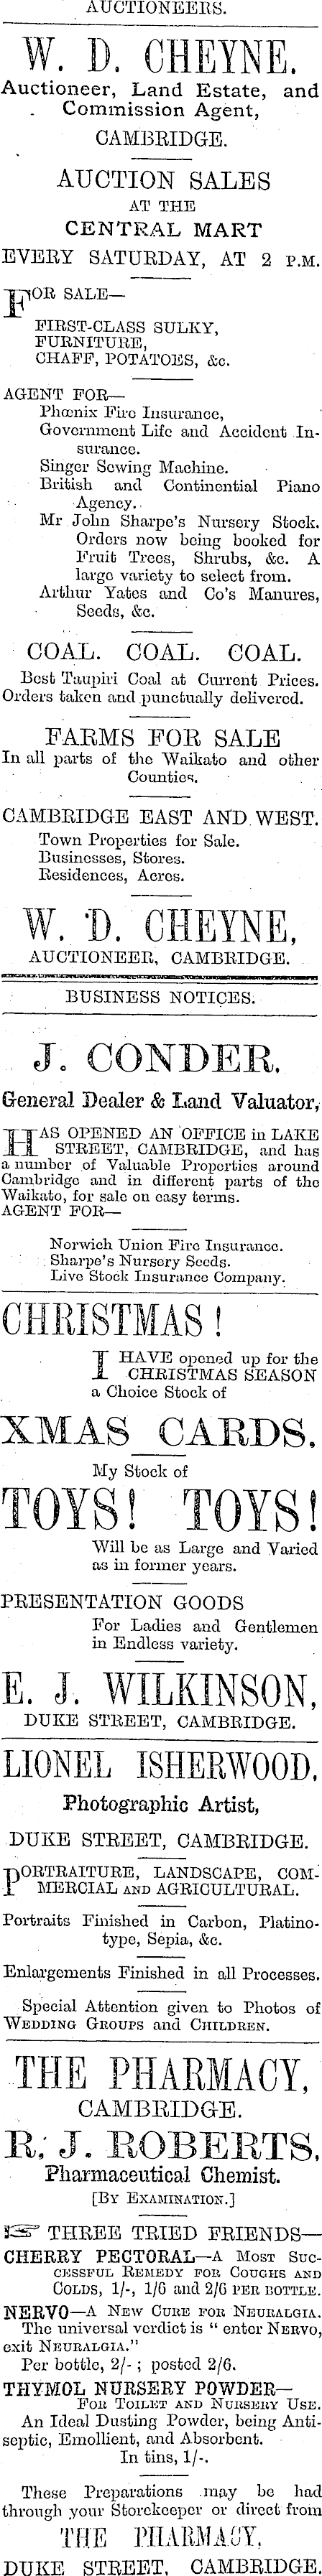 AUCTIONEERS.
W. D. CHEYNE.
Auctioneer, Land Estate, and
Commission Agent,
CAMBRIDGE.
AUCTION SALES
AT THE
CENTRAL MART
EVERY SATURDAY, AT 2 P.M.
FOR SALE—
FIRST-CLASS SULKY,
FURNITURE,
CHAFF, POTATOES, &c.
AGENT FOR—
Phœnix Fire Insurance,
Government Life and Accident In-
surance.
Singer Sewing Machine.
British and Continential Piano
Agency.
Mr John Sharpe's Nursery Stock.
Orders now being booked for
Fruit Trees, Shrubs, &c. A
large variety to select from.
Arthur Yates and Co's Manures,
Seeds, &c.
COAL. COAL. COAL.
Best Taupiri Coal at Current Prices.
Orders taken and punctually delivered.
FARMS FOR SALE
In all parts of the Waikato and other
Counties.
CAMBRIDGE EAST AND WEST.
Town Properties for Sale.
Businesses, Stores.
Residences, Acres.
W. D. CHEYNE,
AUCTIONEER, CAMBRIDGE.
BUSINESS NOTICES.
J. CONDER.
General Dealer & Land Valuator,
HAS OPENED AN OFFICE in LAKE
STREET, CAMBRIDGE, and has
a number of Valuable Properties around
Cambridge and in different parts of the
Waikato, for sale on easy terms.
AGENT FOR—
Norwich Union Fire Insurance.
Sharpe's Nursery Seeds.
Live Stock Insurance Company.
CHRISTMAS !
I HAVE opened up for the
CHRISTMAS SEASON
a Choice Stock of
XMAS CARDS.
My Stock of
TOYS! TOYS!
Will be as Large and Varied
as in former years.
PRESENTATION GOODS
For Ladies and Gentlemen
in Endless variety.
E. J. WILKINSON,
DUKE STREET, CAMBRIDGE.
LIONEL ISHERWOOD,
Photographic Artist,
DUKE STREET, CAMBRIDGE.
PORTRAITURE, LANDSCAPE, COM-
MERCIAL AND AGRICULTURAL.
Portraits Finished in Carbon, Platino-
type, Sepia, &c.
Enlargements Finished in all Processes.
Special Attention given to Photos of
WEDDING GROUPS and CHILDREN.
THE PHARMACY,
CAMBRIDGE.
R. J. ROBERTS,
Pharmaceutical Chemist.
[BY EXAMINATION.]
☞ THREE TRIED FRIENDS—
CHERRY PECTORAL—A MOST SUC-
CESSFUL REMEDY FOR COUGHS AND
COLDS, 1/-, 1/6 and 2/6 PER BOTTLE.
NERVO—A NEW CURE FOR NEURALGIA.
The universal verdict is " enter NERVO,
exit NEURALGIA."
Per bottle, 2/- ; posted 2/6.
THYMOL NURSERY POWDER—
FOR TOILET AND NURSERY USE.
An Ideal Dusting Powder, being Anti-
septic, Emollient, and Absorbent.
In tins, 1/-.
These Preparations may be had
through your Storekeeper or direct from
THE PHARMACY,
DUKE STREET, CAMBRIDGE.